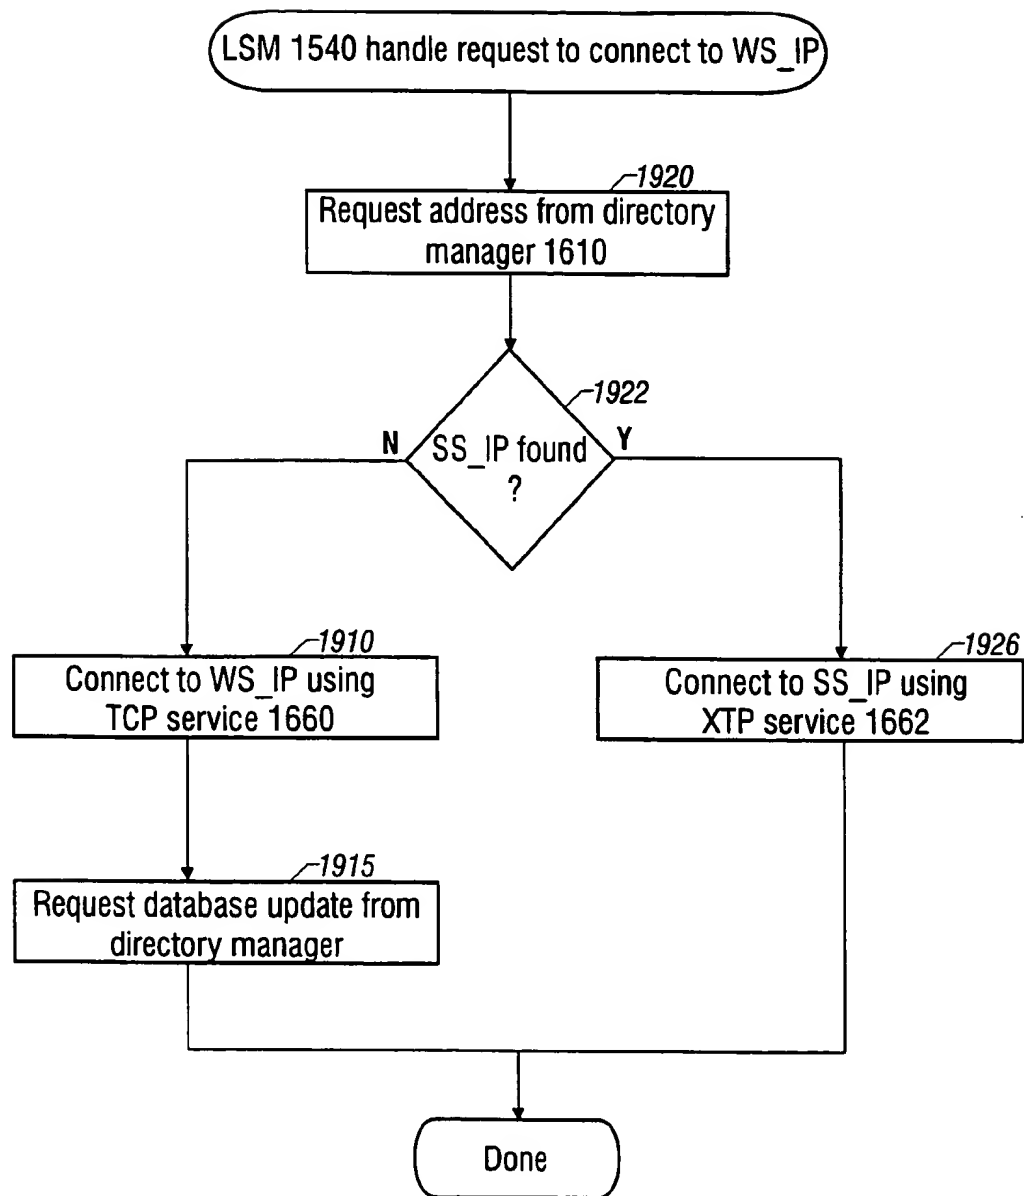 LSM 1540 handle request to connect to WS_IP
1920
Request address from directory
manager 1610
1922
N
SS_IP found
?
Y
1910
Connect to WS_IP using
TCP service 1660
1926
Connect to SS_IP using
XTP service 1662
1915
Request database update from
directory manager
Done